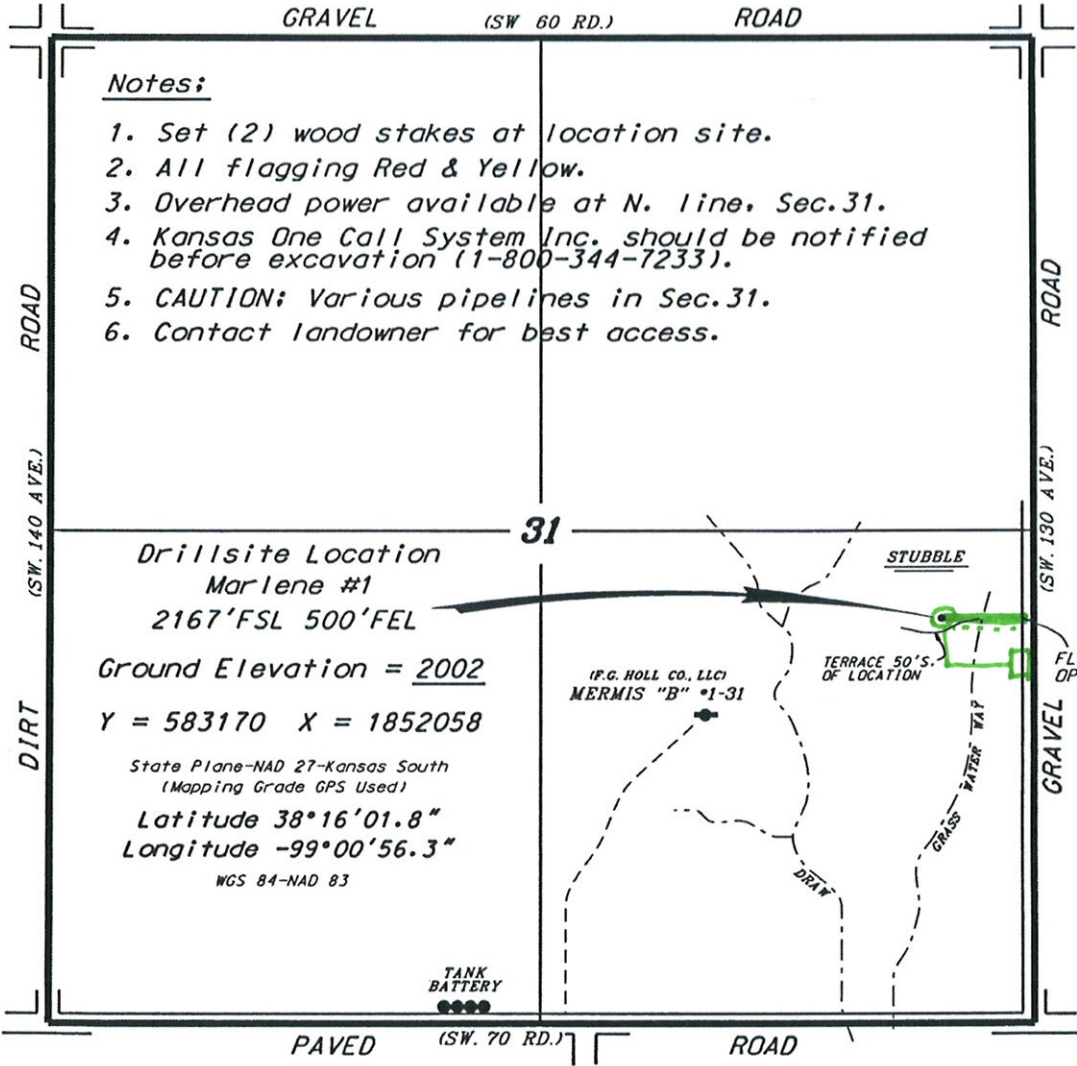 GRAVEL (SW 60 RD.) ROAD
Notes:
1. Set (2) wood stakes at location site.
2. All flagging Red & Yellow.
3. Overhead power available at N. line, Sec.31.
4. Kansas One Call System Inc. should be notified
before excavation (1-800-344-7233).
5. CAUTION: Various pipelines in Sec.31.
6. Contact landowner for best access.
ROAD
(SW. 140 AVE.)
DIRT
ROAD
(SW. 130 AVE.)
GRAVEL
31
Drillsite Location
Marlene #1
2167'FSL 500'FEL
Ground Elevation = 2002
Y = 583170 X = 1852058
State Plane-NAD 27-Kansas South
(Mapping Grade GPS Used)
Latitude 38°16'01.8"
Longitude -99°00'56.3"
WGS 84-NAD 83
STUBBLE
TERRACE 50'S.
OF LOCATION
FL
OP
(F.G. HOLL CO., LLC)
MERMIS "B" #1-31
GRASS WATER WAY
DRAW
TANK
BATTERY
PAVED (SW. 70 RD.) ROAD